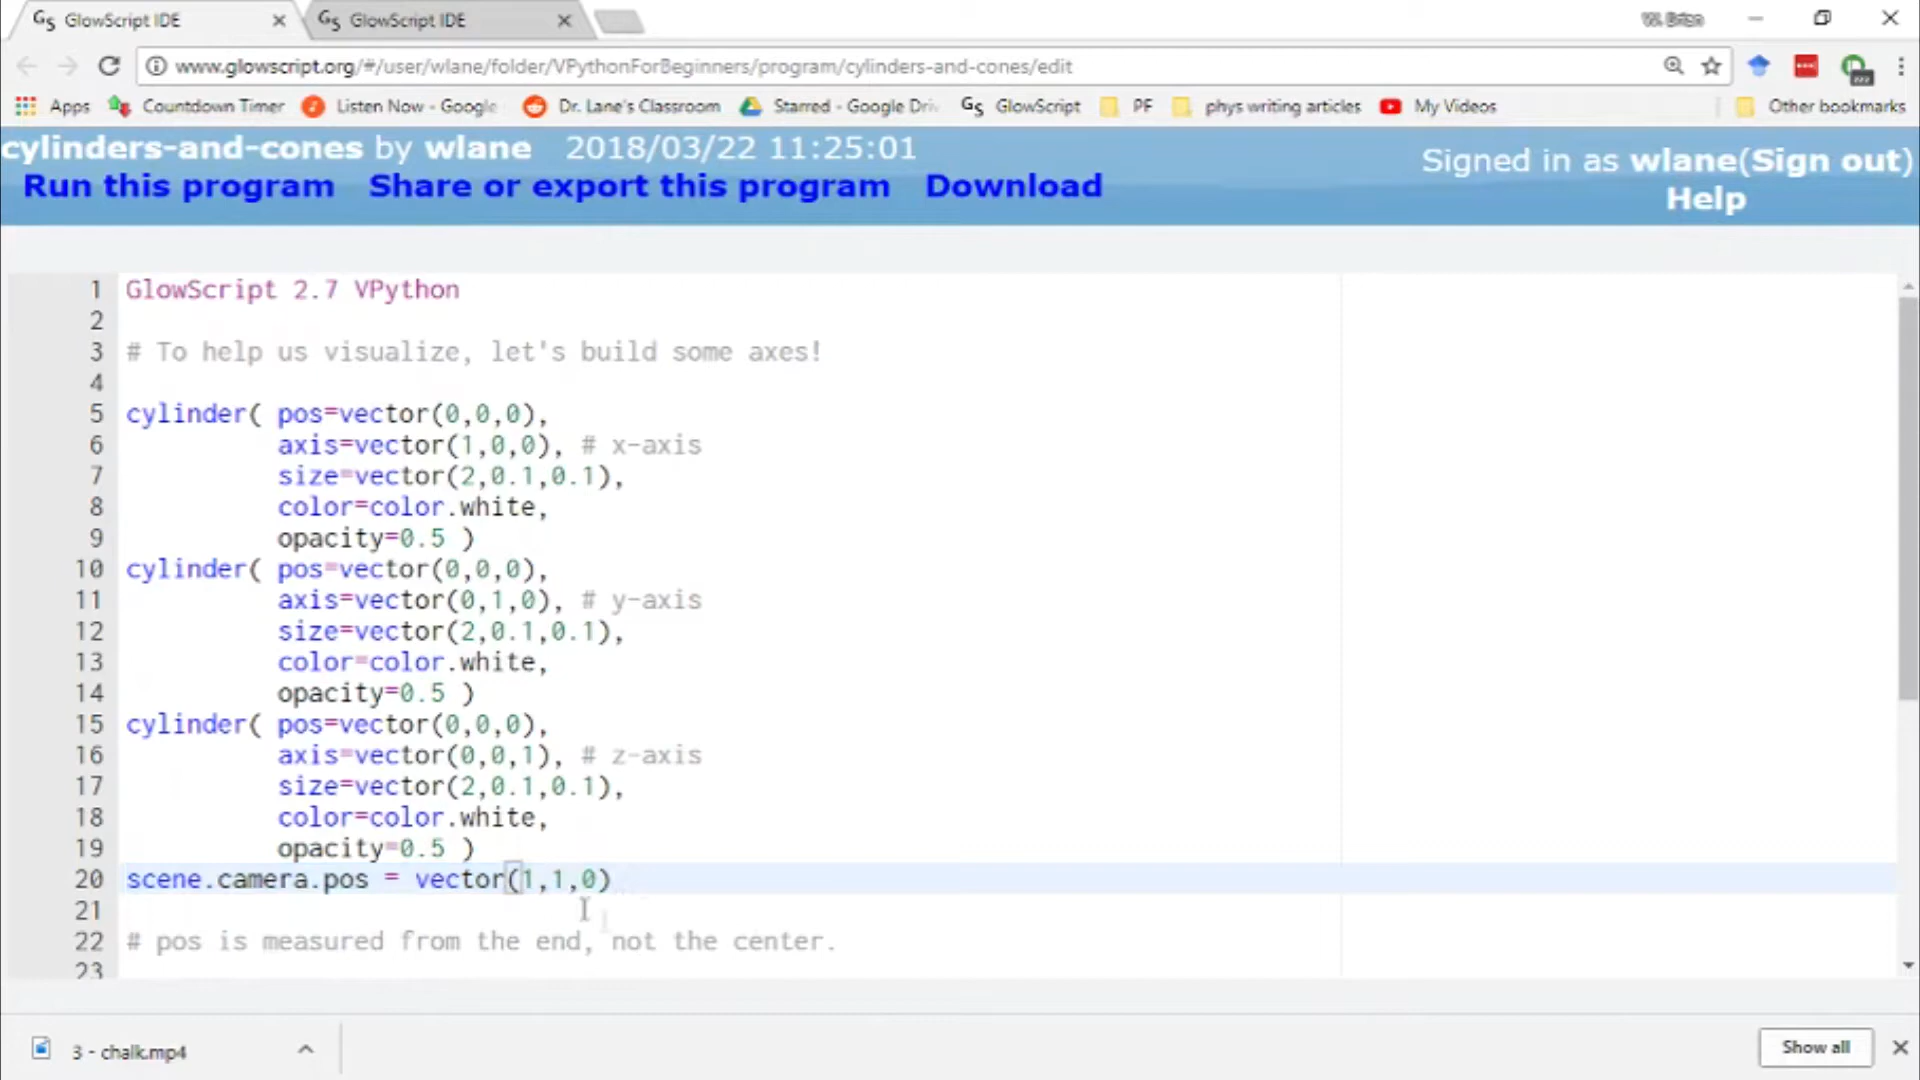 GlowScript IDE
GlowScript IDE
www.glowscript.org/#/user/wlane/folder/VPythonForBeginners/program/cylinders-and-cones/edit
Apps Countdown Timer Listen Now - Google Dr. Lane's Classroom Starred - Google Driv GlowScript PF phys writing articles My Videos Other bookmarks
cylinders-and-cones by wlane 2018/03/22 11:25:01
Signed in as wlane(Sign out)
Run this program Share or export this program Download
Help
1 GlowScript 2.7 VPython
2
3 # To help us visualize, let's build some axes!
4
5 cylinder( pos=vector(0,0,0),
6 axis=vector(1,0,0), # x-axis
7 size=vector(2,0.1,0.1),
8 color=color.white,
9 opacity=0.5 )
10 cylinder( pos=vector(0,0,0),
11 axis=vector(0,1,0), # y-axis
12 size=vector(2,0.1,0.1),
13 color=color.white,
14 opacity=0.5 )
15 cylinder( pos=vector(0,0,0),
16 axis=vector(0,0,1), # z-axis
17 size=vector(2,0.1,0.1),
18 color=color.white,
19 opacity=0.5 )
20 scene.camera.pos = vector(1,1,0)
21
22 # pos is measured from the end, not the center.
23
3 - chalk.mp4
Show all